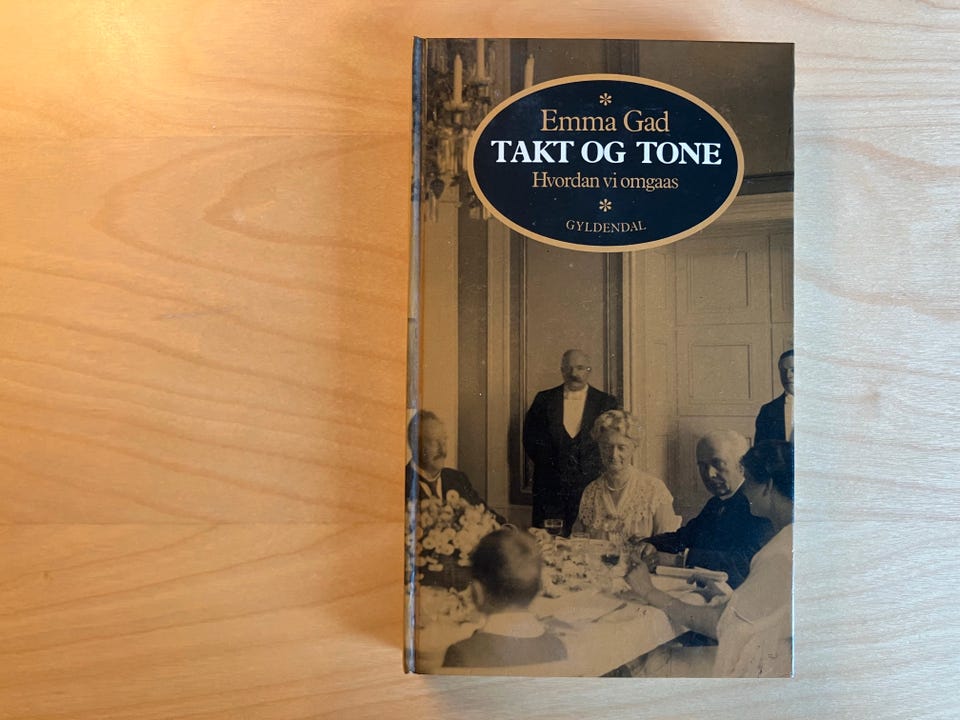 Emma Gad
TAKT OG TONE
Hvordan vi omgaas
GYLDENDAL